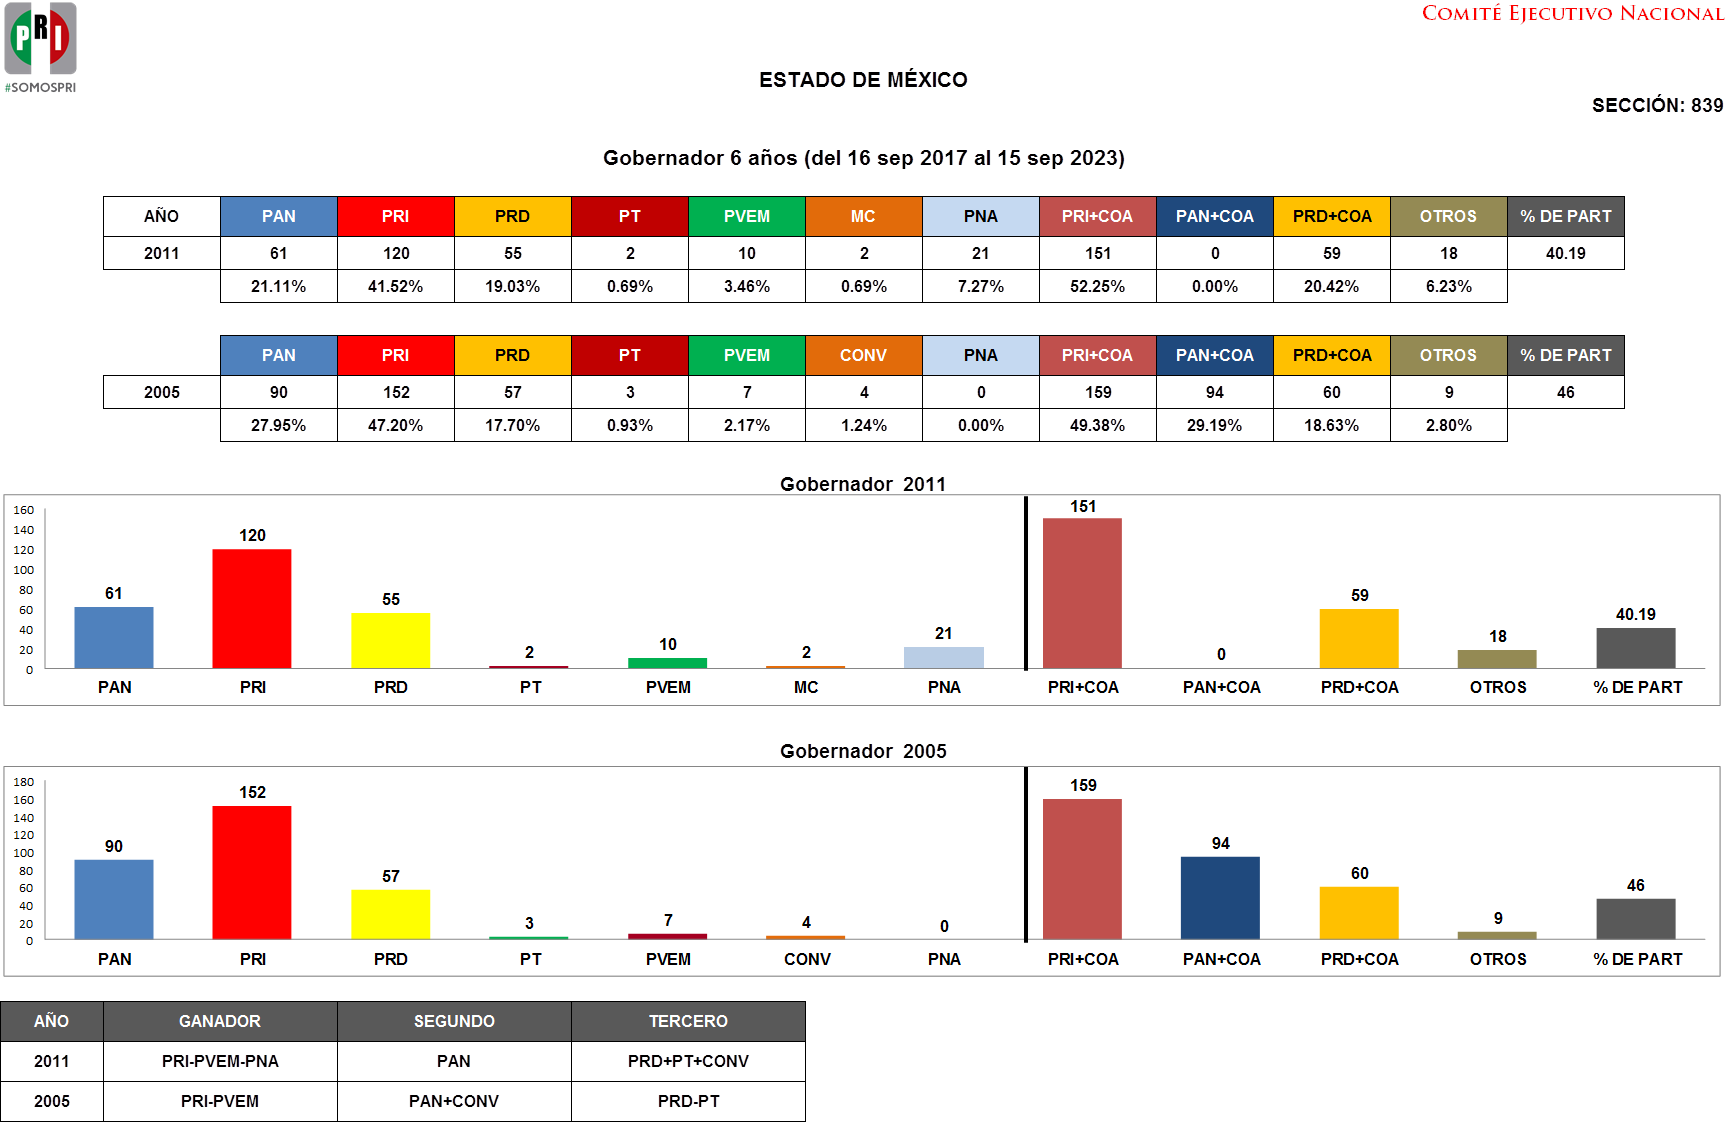 PRI
#SOMOSPRI
COMITÉ EJECUTIVO NACIONAL
ESTADO DE MÉXICO
SECCIÓN: 839
Gobernador 6 años (del 16 sep 2017 al 15 sep 2023)
AÑO PAN PRI PRD PT PVEM MC PNA PRI+COA PAN+COA PRD+COA OTROS % DE PART
2011 61 120 55 2 10 2 21 151 0 59 18 40.19
21.11% 41.52% 19.03% 0.69% 3.46% 0.69% 7.27% 52.25% 0.00% 20.42% 6.23%
PAN PRI PRD PT PVEM CONV PNA PRI+COA PAN+COA PRD+COA OTROS % DE PART
2005 90 152 57 3 7 4 0 159 94 60 9 46
27.95% 47.20% 17.70% 0.93% 2.17% 1.24% 0.00% 49.38% 29.19% 18.63% 2.80%
Gobernador 2011
160
140
120
100
80
60
40
20
0
61 120 55 2 10 2 21 151 0 59 18 40.19
PAN PRI PRD PT PVEM MC PNA PRI+COA PAN+COA PRD+COA OTROS % DE PART
Gobernador 2005
180
160
140
120
100
80
60
40
20
0
90 152 57 3 7 4 0 159 94 60 9 46
PAN PRI PRD PT PVEM CONV PNA PRI+COA PAN+COA PRD+COA OTROS % DE PART
AÑO GANADOR SEGUNDO TERCERO
2011 PRI-PVEM-PNA PAN PRD+PT+CONV
2005 PRI-PVEM PAN+CONV PRD-PT